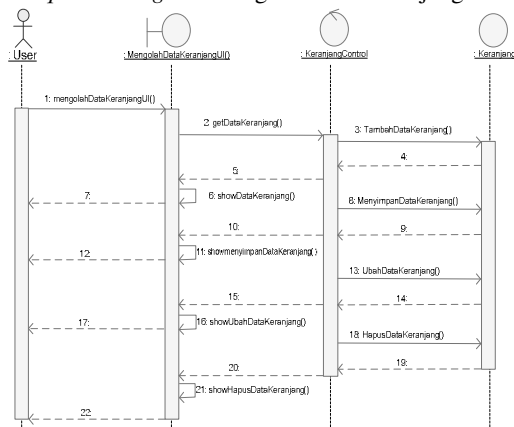 : User
: MengolahDataKeranjangUI()
: KeranjangControl
: Keranjang
1: mengolahDataKeranjangUI()
2: getDataKeranjang()
3: TambahDataKeranjang()
4:
5:
6: showDataKeranjang()
7:
8: MenyimpanDataKeranjang()
9:
10:
11: showmenyimpanDataKeranjang()
12:
13: UbahDataKeranjang()
14:
15:
16: showUbahDataKeranjang()
17:
18: HapusDataKeranjang()
19:
20:
21: showHapusDataKeranjang()
22: